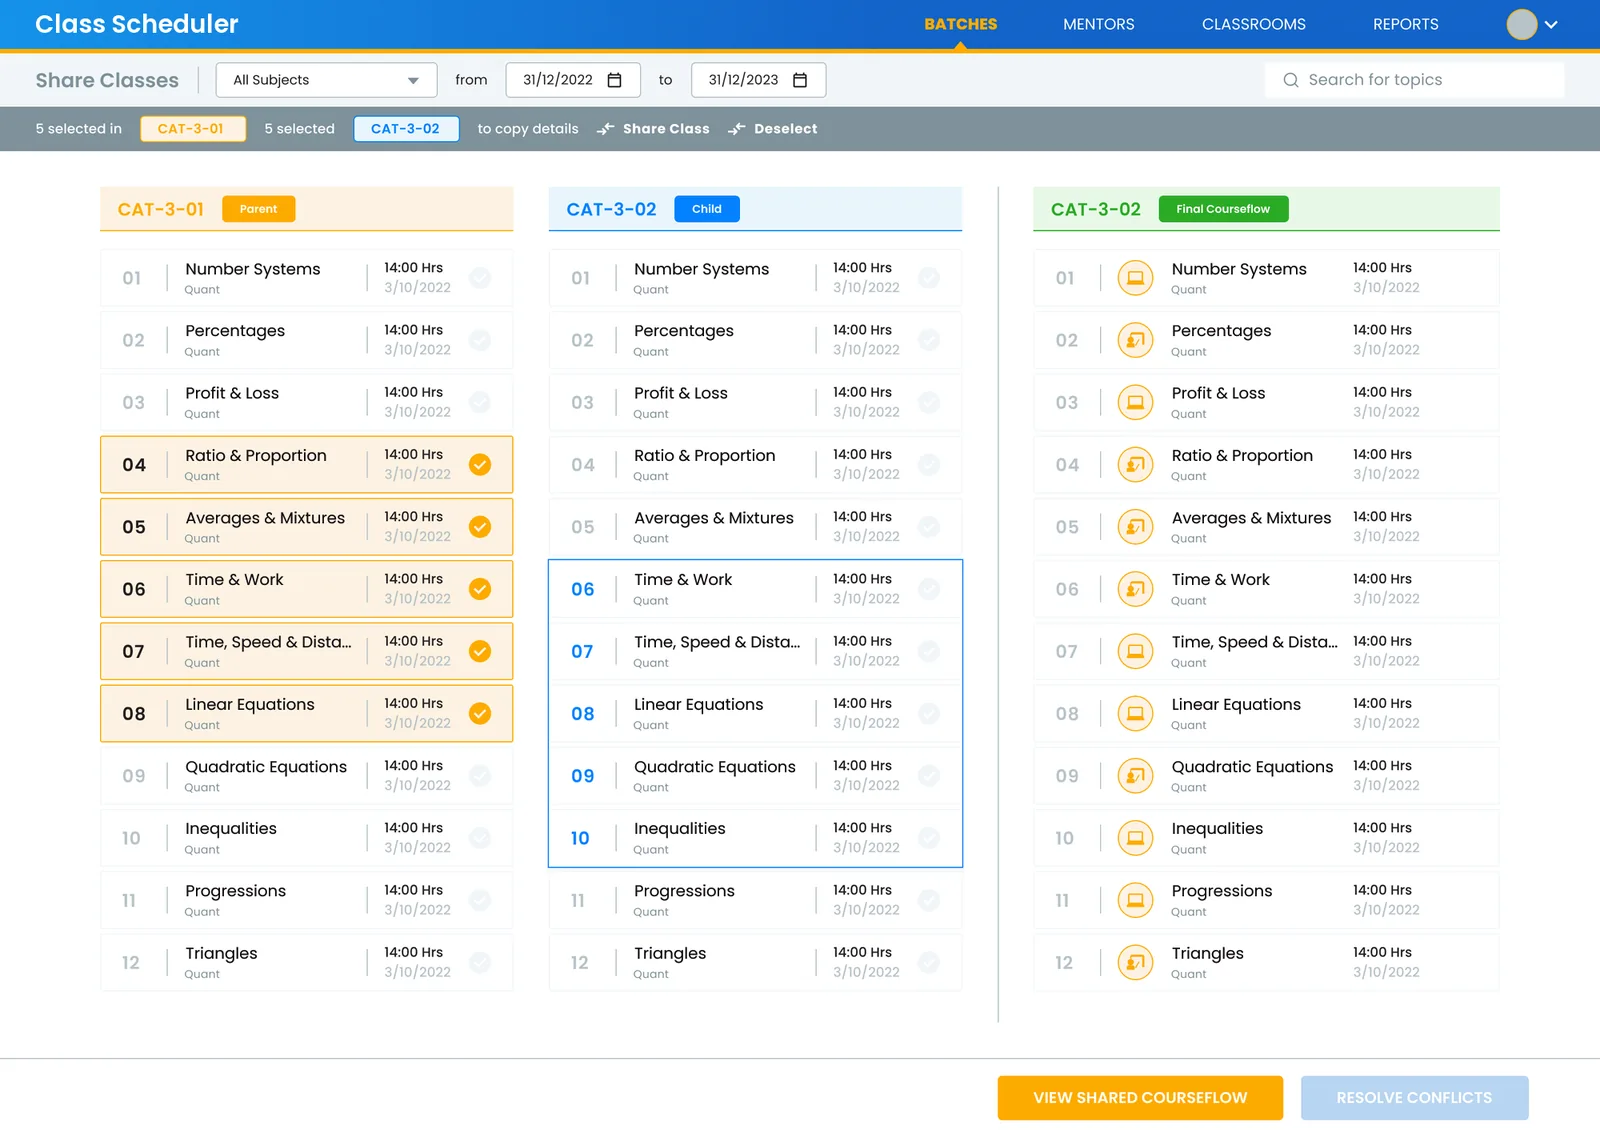 Class Scheduler
BATCHES
MENTORS
CLASSROOMS
REPORTS
Share Classes
All Subjects
from
31/12/2022
to
31/12/2023
Search for topics
5 selected in
CAT-3-01
5 selected
CAT-3-02
to copy details
Share Class
Deselect
CAT-3-01
Parent
01
Number Systems
Quant
14:00 Hrs
3/10/2022
02
Percentages
Quant
14:00 Hrs
3/10/2022
03
Profit & Loss
Quant
14:00 Hrs
3/10/2022
04
Ratio & Proportion
Quant
14:00 Hrs
3/10/2022
05
Averages & Mixtures
Quant
14:00 Hrs
3/10/2022
06
Time & Work
Quant
14:00 Hrs
3/10/2022
07
Time, Speed & Dista...
Quant
14:00 Hrs
3/10/2022
08
Linear Equations
Quant
14:00 Hrs
3/10/2022
09
Quadratic Equations
Quant
14:00 Hrs
3/10/2022
10
Inequalities
Quant
14:00 Hrs
3/10/2022
11
Progressions
Quant
14:00 Hrs
3/10/2022
12
Triangles
Quant
14:00 Hrs
3/10/2022
CAT-3-02
Child
01
Number Systems
Quant
14:00 Hrs
3/10/2022
02
Percentages
Quant
14:00 Hrs
3/10/2022
03
Profit & Loss
Quant
14:00 Hrs
3/10/2022
04
Ratio & Proportion
Quant
14:00 Hrs
3/10/2022
05
Averages & Mixtures
Quant
14:00 Hrs
3/10/2022
06
Time & Work
Quant
14:00 Hrs
3/10/2022
07
Time, Speed & Dista...
Quant
14:00 Hrs
3/10/2022
08
Linear Equations
Quant
14:00 Hrs
3/10/2022
09
Quadratic Equations
Quant
14:00 Hrs
3/10/2022
10
Inequalities
Quant
14:00 Hrs
3/10/2022
11
Progressions
Quant
14:00 Hrs
3/10/2022
12
Triangles
Quant
14:00 Hrs
3/10/2022
CAT-3-02
Final Courseflow
01
Number Systems
Quant
14:00 Hrs
3/10/2022
02
Percentages
Quant
14:00 Hrs
3/10/2022
03
Profit & Loss
Quant
14:00 Hrs
3/10/2022
04
Ratio & Proportion
Quant
14:00 Hrs
3/10/2022
05
Averages & Mixtures
Quant
14:00 Hrs
3/10/2022
06
Time & Work
Quant
14:00 Hrs
3/10/2022
07
Time, Speed & Dista...
Quant
14:00 Hrs
3/10/2022
08
Linear Equations
Quant
14:00 Hrs
3/10/2022
09
Quadratic Equations
Quant
14:00 Hrs
3/10/2022
10
Inequalities
Quant
14:00 Hrs
3/10/2022
11
Progressions
Quant
14:00 Hrs
3/10/2022
12
Triangles
Quant
14:00 Hrs
3/10/2022
VIEW SHARED COURSEFLOW
RESOLVE CONFLICTS